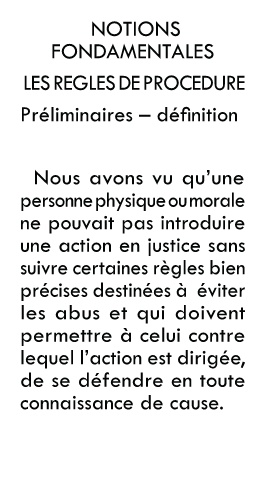 NOTIONS
FONDAMENTALES
LES REGLES DE PROCEDURE
Préliminaires – définition
Nous avons vu qu'une
personne physique ou morale
ne pouvait pas introduire
une action en justice sans
suivre certaines règles bien
précises destinées à éviter
les abus et qui doivent
permettre à celui contre
lequel l'action est dirigée,
de se défendre en toute
connaissance de cause.